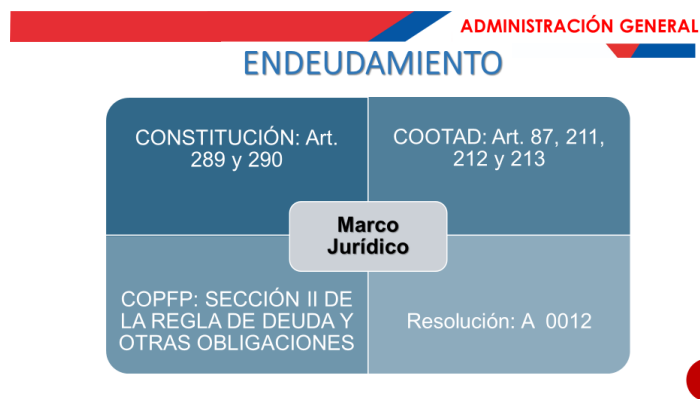 ADMINISTRACIÓN GENERAL
ENDEUDAMIENTO
CONSTITUCIÓN: Art.
289 y 290
COOTAD: Art. 87, 211,
212 y 213
Marco
Jurídico
COPFP: SECCIÓN II DE
LA REGLA DE DEUDA Y
OTRAS OBLIGACIONES
Resolución: A 0012